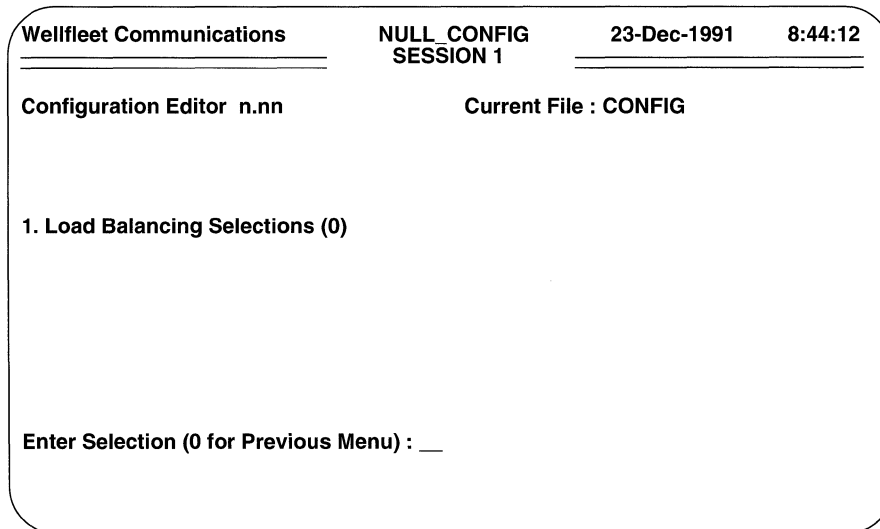 Wellfleet Communications NULL_CONFIG 23-Dec-1991 8:44:12
SESSION 1
Configuration Editor n.nn Current File : CONFIG
1. Load Balancing Selections (0)
Enter Selection (0 for Previous Menu) : __